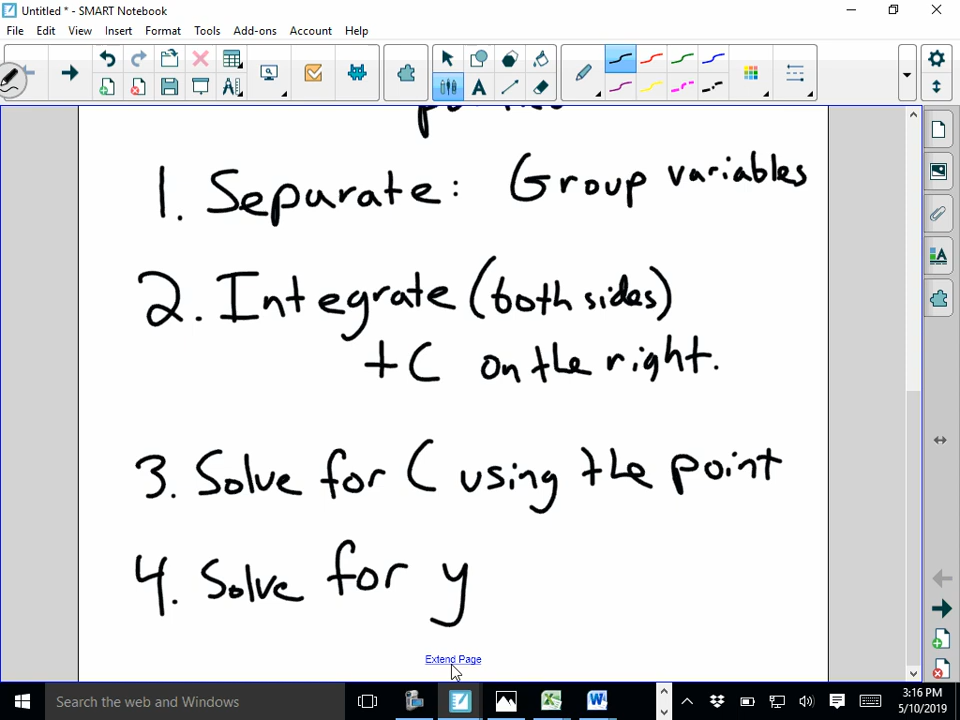 Untitled * - SMART Notebook
File Edit View Insert Format Tools Add-ons Account Help
1. Separate: Group variables
2. Integrate (both sides)
+C on the right.
3. Solve for C using the point
4. Solve for y
Extend Page
Search the web and Windows
3:16 PM
5/10/2019